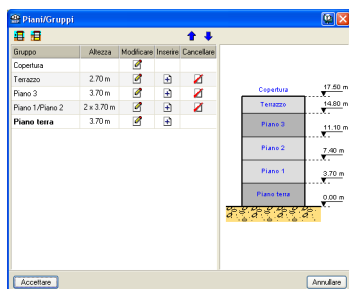 Piani/Gruppi
Gruppo Altezza Modificare Inserire Cancellare
Copertura
Terrazzo 2.70 m
Piano 3 3.70 m
Piano 1/Piano 2 2 x 3.70 m
Piano terra 3.70 m
Copertura 17.50 m
Terrazzo 14.80 m
Piano 3 11.10 m
Piano 2 7.40 m
Piano 1 3.70 m
Piano terra 0.00 m
Accettare Annullare